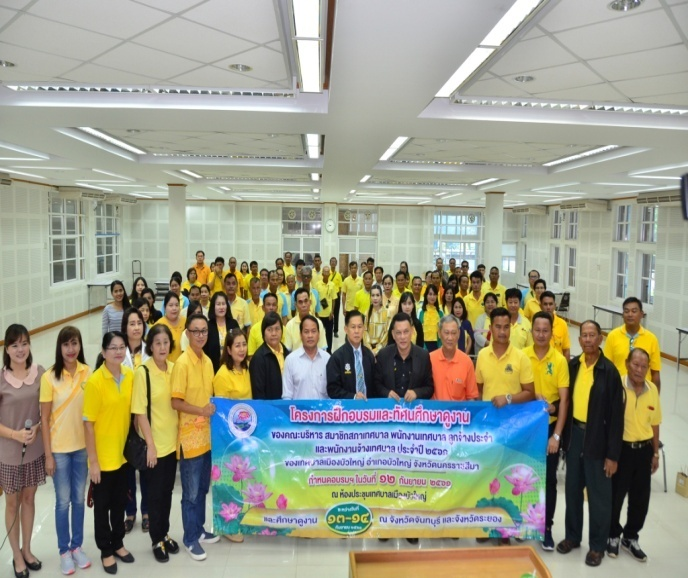 โครงการฝึกอบรมและทัศนศึกษาดูงาน
ของคณะบริหาร สมาชิกสภาเทศบาล พนักงานเทศบาล ลูกจ้างประจำ
และพนักงานจ้างเทศบาล ประจำปี ๒๕๖๑
ของเทศบาลเมืองบัวใหญ่ อำเภอบัวใหญ่ จังหวัดนครราชสีมา
กำหนดอบรมฯ ในวันที่ ๑๒ กันยายน ๒๕๖๑
ณ ห้องประชุมเทศบาลเมืองบัวใหญ่
ระหว่างวันที่
และศึกษาดูงาน ๑๓-๑๔ ณ จังหวัดจันทบุรี และจังหวัดระยอง